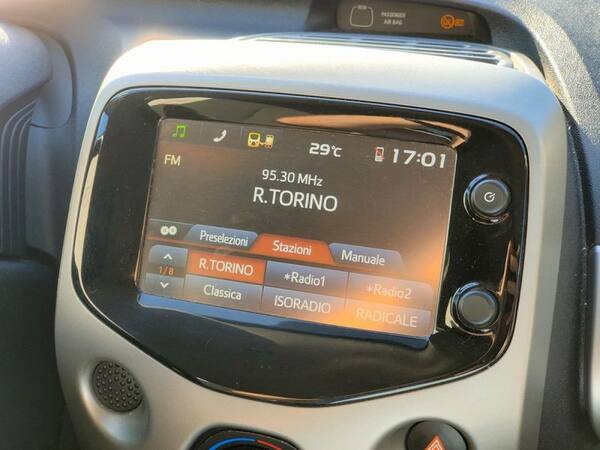 PASSENGER
AIR BAG
29°C
17:01
FM
95.30 MHz
R.TORINO
Preselezioni
Stazioni
Manuale
1/8
R.TORINO
*Radio1
*Radio2
Classica
ISORADIO
RADICALE